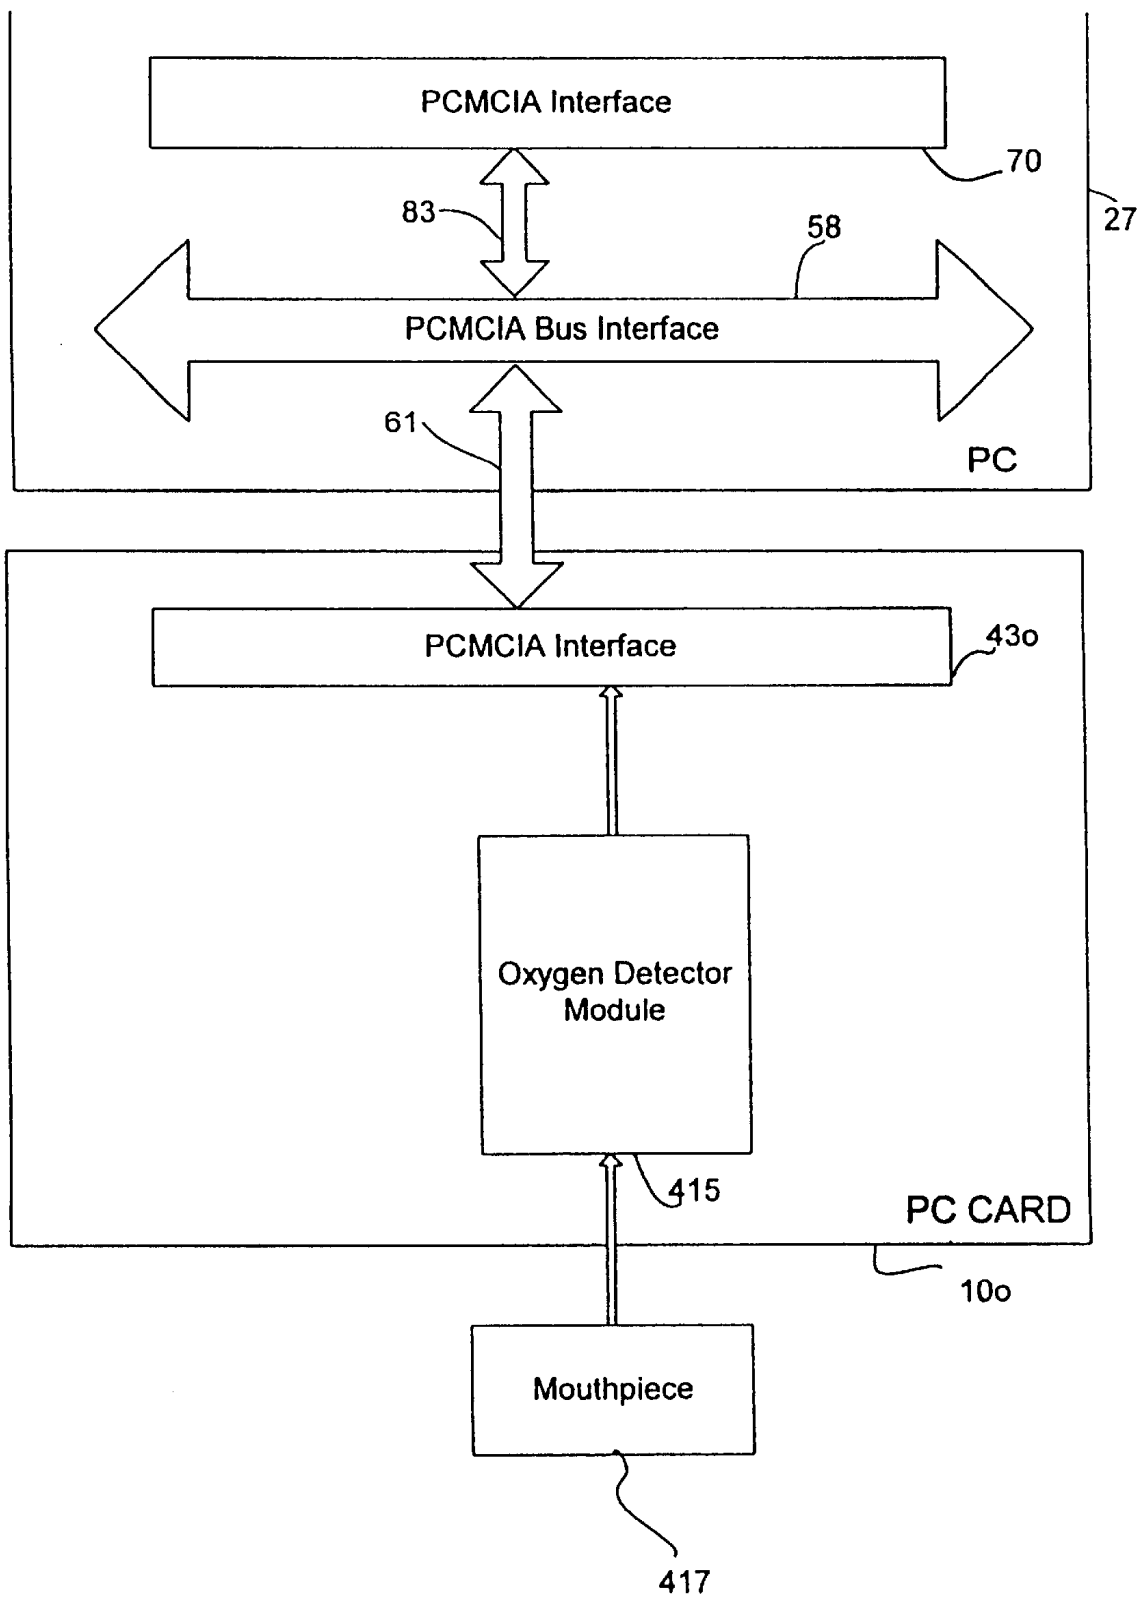 PCMCIA Interface
70
27
83
58
PCMCIA Bus Interface
61
PC
PCMCIA Interface
43o
Oxygen Detector
Module
415
PC CARD
10o
Mouthpiece
417